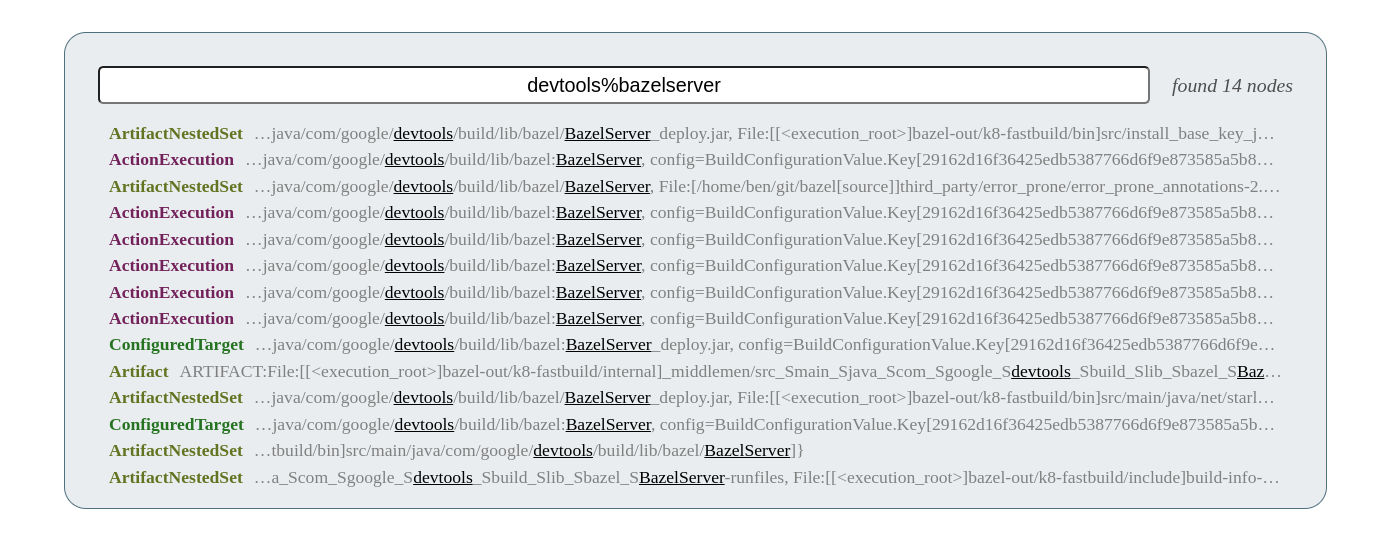 devtools%bazelserver found 14 nodes
ArtifactNestedSet …java/com/google/devtools/build/lib/bazel/BazelServer_deploy.jar, File:[[<execution_root>]bazel-out/k8-fastbuild/bin]src/install_base_key_j…
ActionExecution …java/com/google/devtools/build/lib/bazel:BazelServer, config=BuildConfigurationValue.Key[29162d16f36425edb5387766d6f9e873585a5b8…
ArtifactNestedSet …java/com/google/devtools/build/lib/bazel/BazelServer, File:[/home/ben/git/bazel[source]]third_party/error_prone/error_prone_annotations-2.…
ActionExecution …java/com/google/devtools/build/lib/bazel:BazelServer, config=BuildConfigurationValue.Key[29162d16f36425edb5387766d6f9e873585a5b8…
ActionExecution …java/com/google/devtools/build/lib/bazel:BazelServer, config=BuildConfigurationValue.Key[29162d16f36425edb5387766d6f9e873585a5b8…
ActionExecution …java/com/google/devtools/build/lib/bazel:BazelServer, config=BuildConfigurationValue.Key[29162d16f36425edb5387766d6f9e873585a5b8…
ActionExecution …java/com/google/devtools/build/lib/bazel:BazelServer, config=BuildConfigurationValue.Key[29162d16f36425edb5387766d6f9e873585a5b8…
ActionExecution …java/com/google/devtools/build/lib/bazel:BazelServer, config=BuildConfigurationValue.Key[29162d16f36425edb5387766d6f9e873585a5b8…
ConfiguredTarget …java/com/google/devtools/build/lib/bazel:BazelServer_deploy.jar, config=BuildConfigurationValue.Key[29162d16f36425edb5387766d6f9e…
Artifact ARTIFACT:File:[[<execution_root>]bazel-out/k8-fastbuild/internal]_middlemen/src_Smain_Sjava_Scom_Sgoogle_Sdevtools_Sbuild_Slib_Sbazel_SBaz…
ArtifactNestedSet …java/com/google/devtools/build/lib/bazel/BazelServer_deploy.jar, File:[[<execution_root>]bazel-out/k8-fastbuild/bin]src/main/java/net/starl…
ConfiguredTarget …java/com/google/devtools/build/lib/bazel:BazelServer, config=BuildConfigurationValue.Key[29162d16f36425edb5387766d6f9e873585a5b…
ArtifactNestedSet …tbuild/bin]src/main/java/com/google/devtools/build/lib/bazel/BazelServer]}
ArtifactNestedSet …a_Scom_Sgoogle_Sdevtools_Sbuild_Slib_Sbazel_SBazelServer-runfiles, File:[[<execution_root>]bazel-out/k8-fastbuild/include]build-info-…